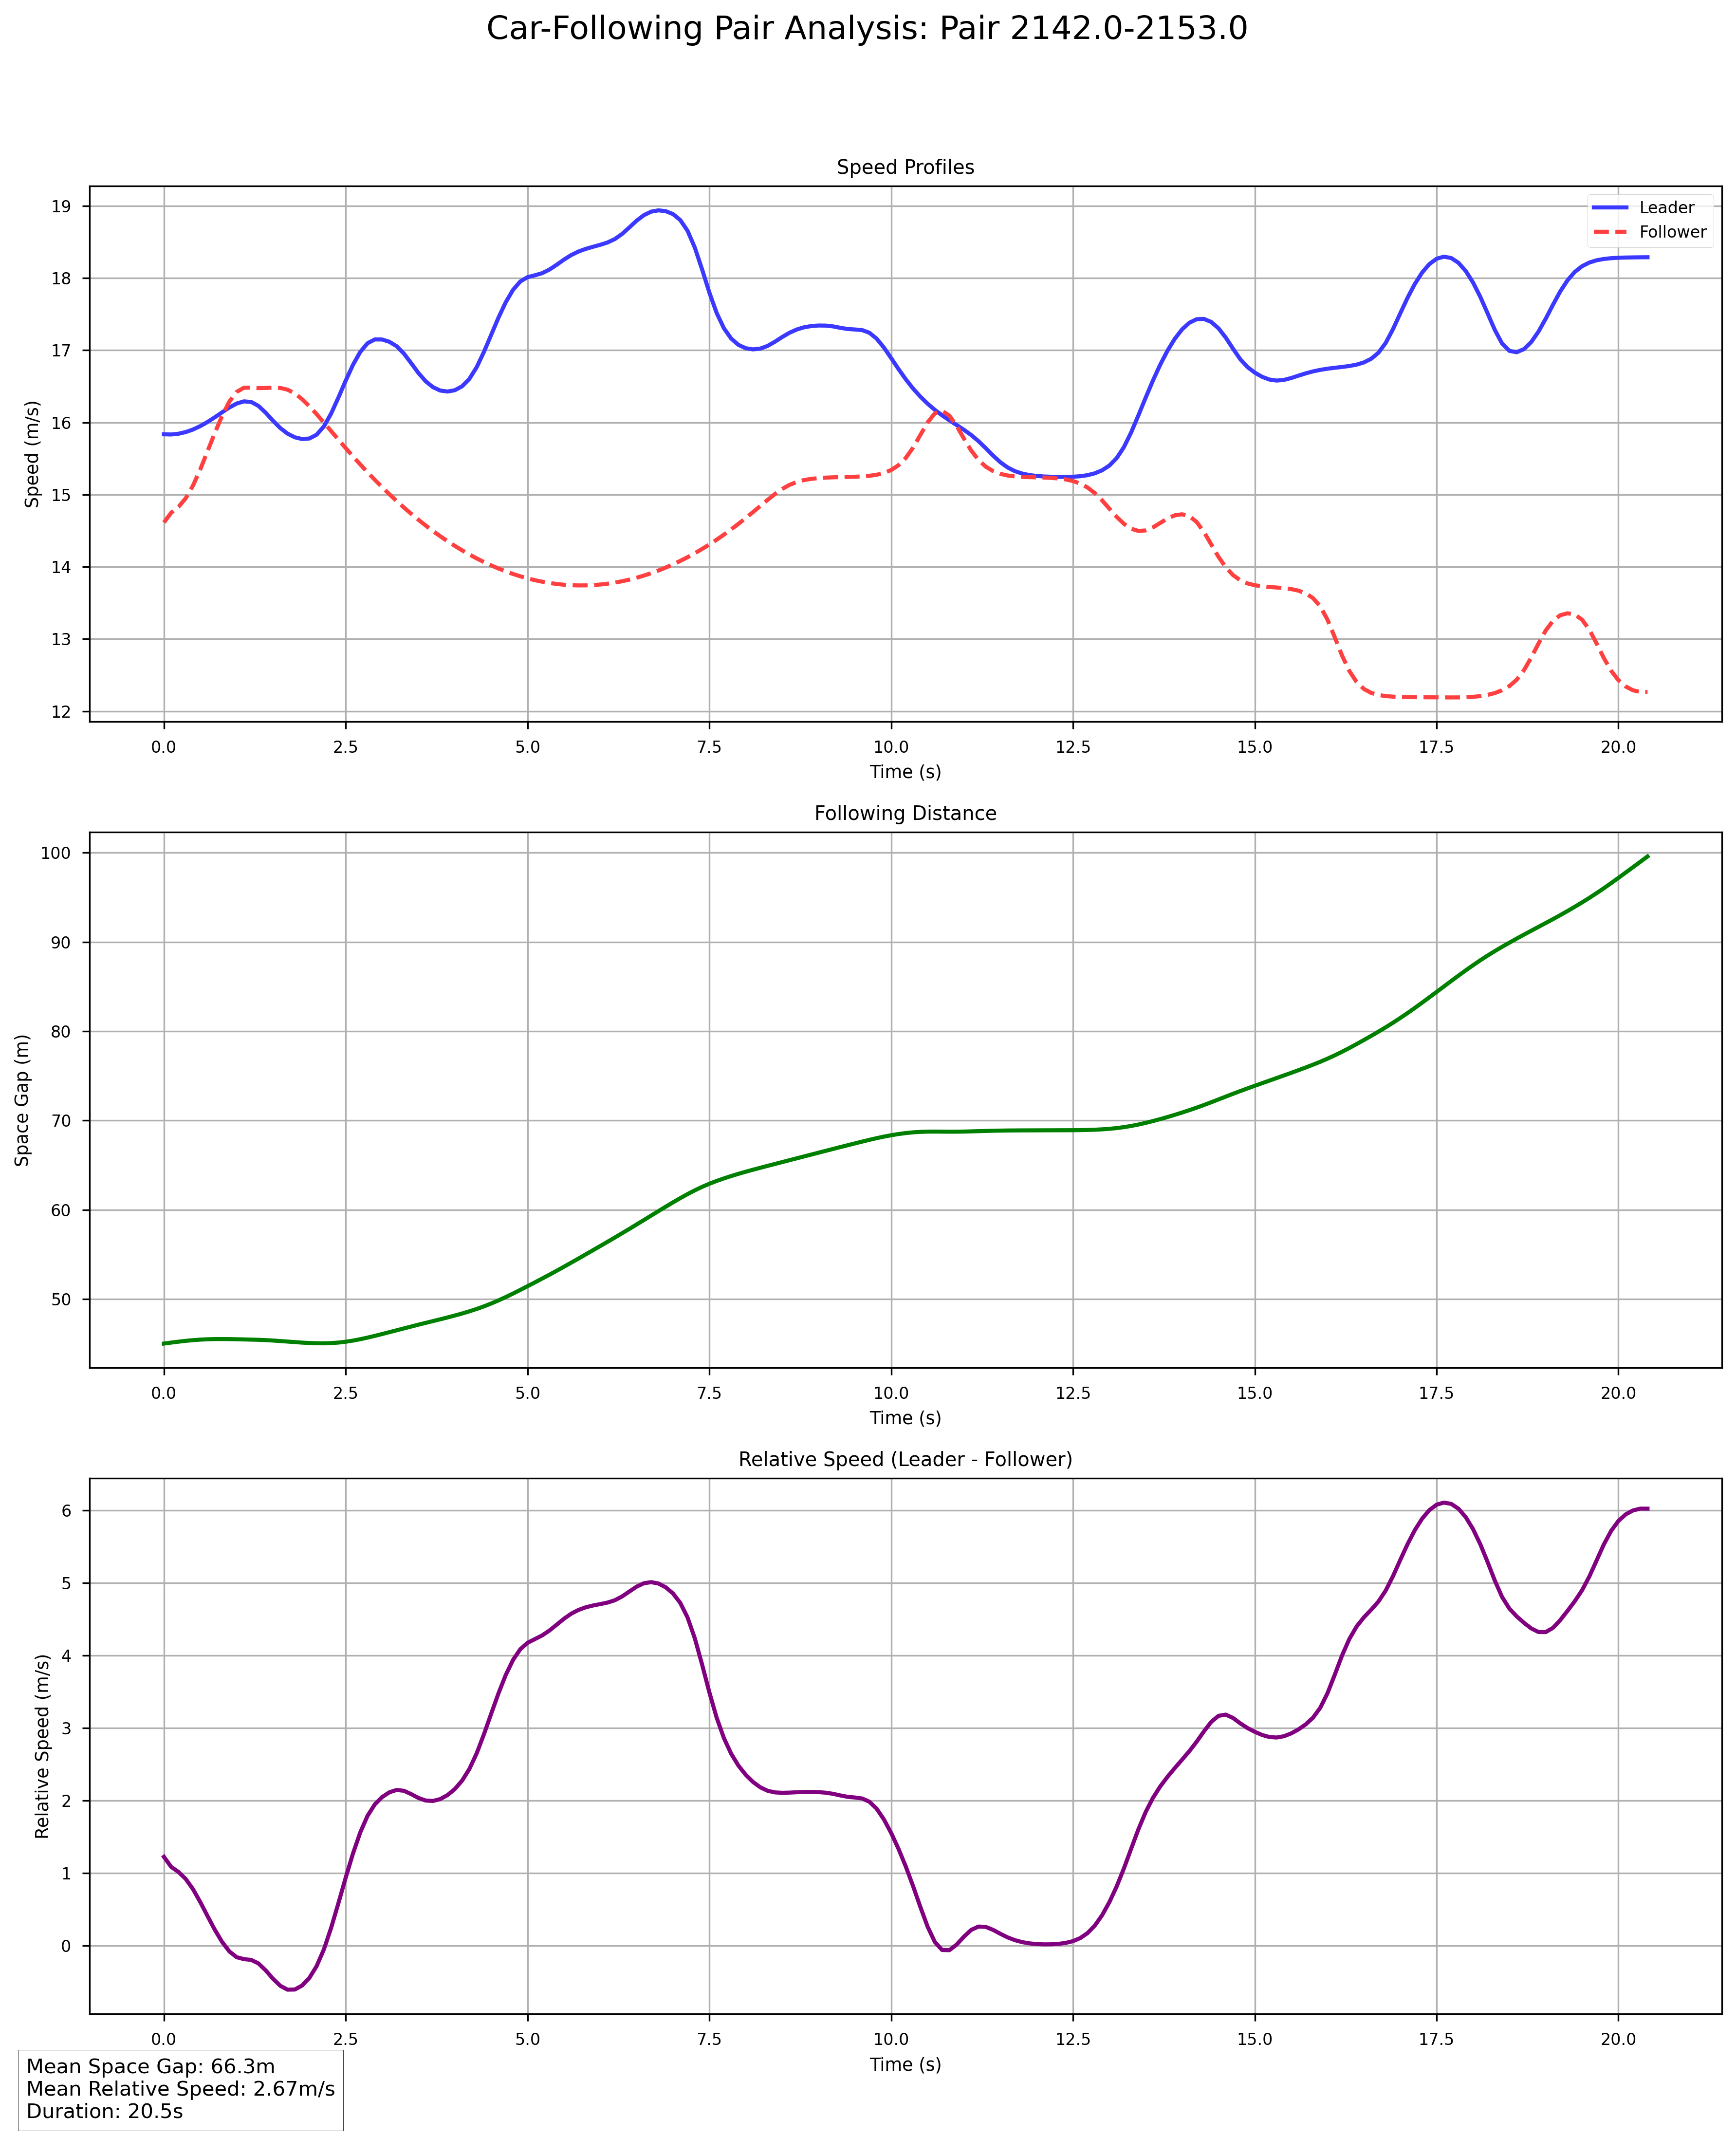 Car-Following Pair Analysis: Pair 2142.0-2153.0
Speed Profiles
Speed (m/s)
19
18
17
16
15
14
13
12
Leader
Follower
0.0 2.5 5.0 7.5 10.0 12.5 15.0 17.5 20.0
Time (s)
Following Distance
Space Gap (m)
100
90
80
70
60
50
0.0 2.5 5.0 7.5 10.0 12.5 15.0 17.5 20.0
Time (s)
Relative Speed (Leader - Follower)
Relative Speed (m/s)
6
5
4
3
2
1
0
0.0 2.5 5.0 7.5 10.0 12.5 15.0 17.5 20.0
Time (s)
Mean Space Gap: 66.3m
Mean Relative Speed: 2.67m/s
Duration: 20.5s